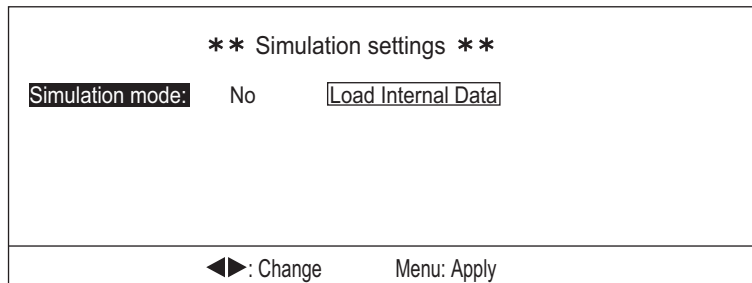 ** Simulation settings **
Simulation mode: No Load Internal Data
◀▶: Change Menu: Apply